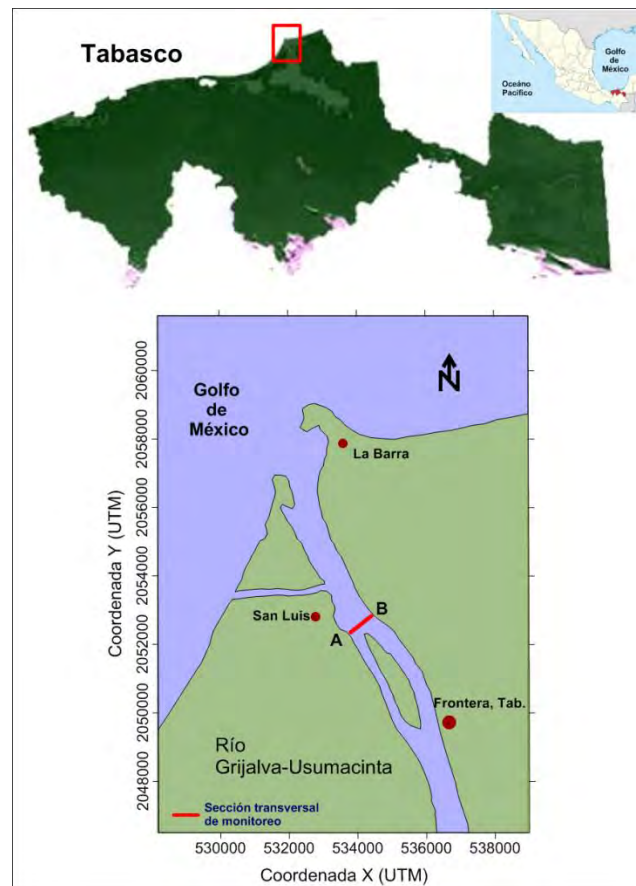 Tabasco
Golfo
de
México
Océano
Pacífico
Golfo
de
México
N
La Barra
San Luis
B
A
Frontera, Tab.
Río
Grijalva-Usumacinta
Sección transversal
de monitoreo
Coordenada Y (UTM)
2060000
2058000
2056000
2054000
2052000
2050000
2048000
530000 532000 534000 536000 538000
Coordenada X (UTM)